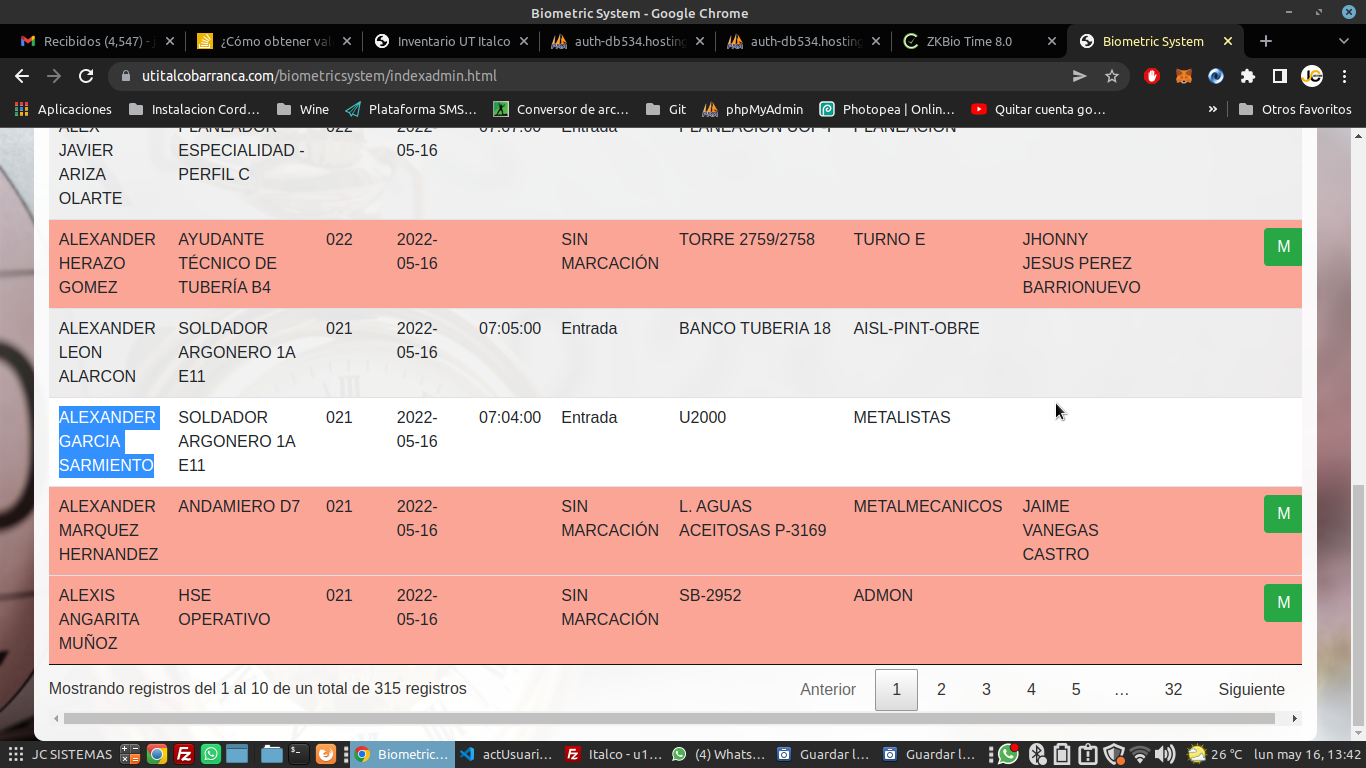 Biometric System - Google Chrome
Recibidos (4,547) - j
¿Cómo obtener val
Inventario UT Italco
auth-db534.hosting
auth-db534.hosting
ZKBio Time 8.0
Biometric System
utitalcobarranca.com/biometricsystem/indexadmin.html
Aplicaciones
Instalacion Cord...
Wine
Plataforma SMS...
Conversor de arc...
Git
phpMyAdmin
Photopea | Onlin...
Quitar cuenta go...
»
Otros favoritos
ALEX PLANEADOR 022 2022- 07:07:00 Entrada PLANEACION UOP 1 PLANEACION
JAVIER ESPECIALIDAD - 05-16
ARIZA PERFIL C
OLARTE
ALEXANDER AYUDANTE 022 2022- SIN TORRE 2759/2758 TURNO E JHONNY M
HERAZO TÉCNICO DE 05-16 MARCACIÓN JESUS PEREZ
GOMEZ TUBERÍA B4 BARRIONUEVO
ALEXANDER SOLDADOR 021 2022- 07:05:00 Entrada BANCO TUBERIA 18 AISL-PINT-OBRE
LEON ARGONERO 1A 05-16
ALARCON E11
ALEXANDER SOLDADOR 021 2022- 07:04:00 Entrada U2000 METALISTAS
GARCIA ARGONERO 1A 05-16
SARMIENTO E11
ALEXANDER ANDAMIERO D7 021 2022- SIN L. AGUAS METALMECANICOS JAIME M
MARQUEZ 05-16 MARCACIÓN ACEITOSAS P-3169 VANEGAS
HERNANDEZ CASTRO
ALEXIS HSE 021 2022- SIN SB-2952 ADMON M
ANGARITA OPERATIVO 05-16 MARCACIÓN
MUÑOZ
Mostrando registros del 1 al 10 de un total de 315 registros
Anterior 1 2 3 4 5 … 32 Siguiente
JC SISTEMAS
Biometric...
actUsuari...
Italco - u1...
(4) Whats...
Guardar l...
Guardar l...
26 °C
lun may 16, 13:42